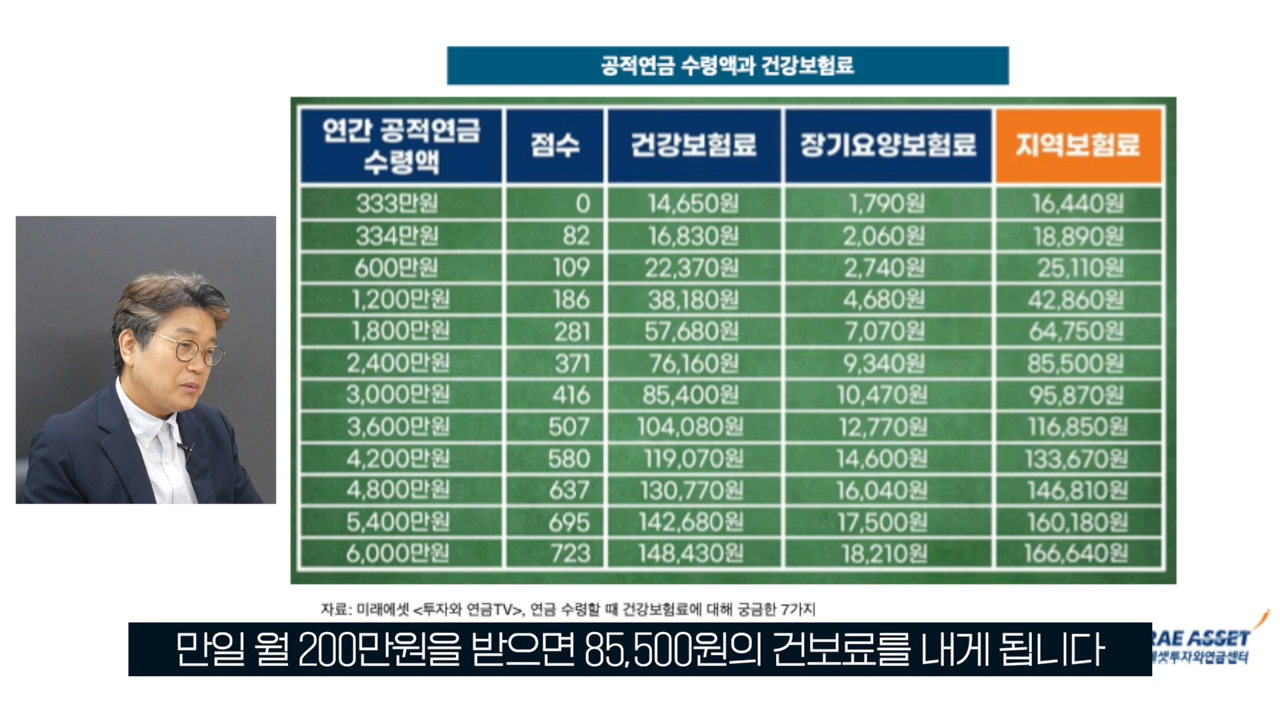 공적연금 수령액과 건강보험료
연간 공적연금 수령액 점수 건강보험료 장기요양보험료 지역보험료
333만원 0 14,650원 1,790원 16,440원
334만원 82 16,830원 2,060원 18,890원
600만원 109 22,370원 2,740원 25,110원
1,200만원 186 38,180원 4,680원 42,860원
1,800만원 281 57,680원 7,070원 64,750원
2,400만원 371 76,160원 9,340원 85,500원
3,000만원 416 85,400원 10,470원 95,870원
3,600만원 507 104,080원 12,770원 116,850원
4,200만원 580 119,070원 14,600원 133,670원
4,800만원 637 130,770원 16,040원 146,810원
5,400만원 695 142,680원 17,500원 160,180원
6,000만원 723 148,430원 18,210원 166,640원
자료: 미래에셋 <투자와 연금TV>, 연금 수령할 때 건강보험료에 대해 궁금한 7가지
만일 월 200만원을 받으면 85,500원의 건보료를 내게 됩니다
RAE ASSET
에셋투자와연금센터